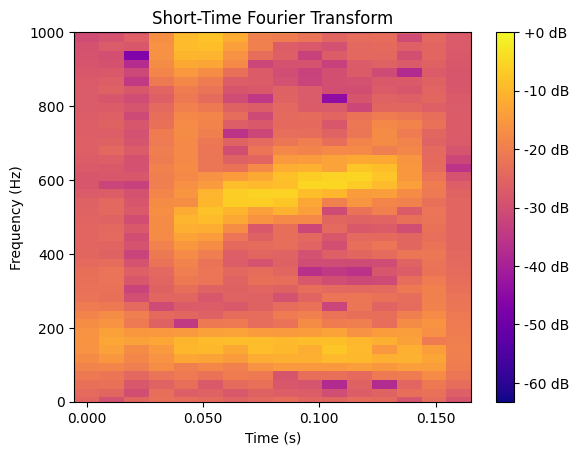 Short-Time Fourier Transform
1000
800
600
400
200
0
Frequency (Hz)
0.000
0.050
0.100
0.150
Time (s)
+0 dB
-10 dB
-20 dB
-30 dB
-40 dB
-50 dB
-60 dB